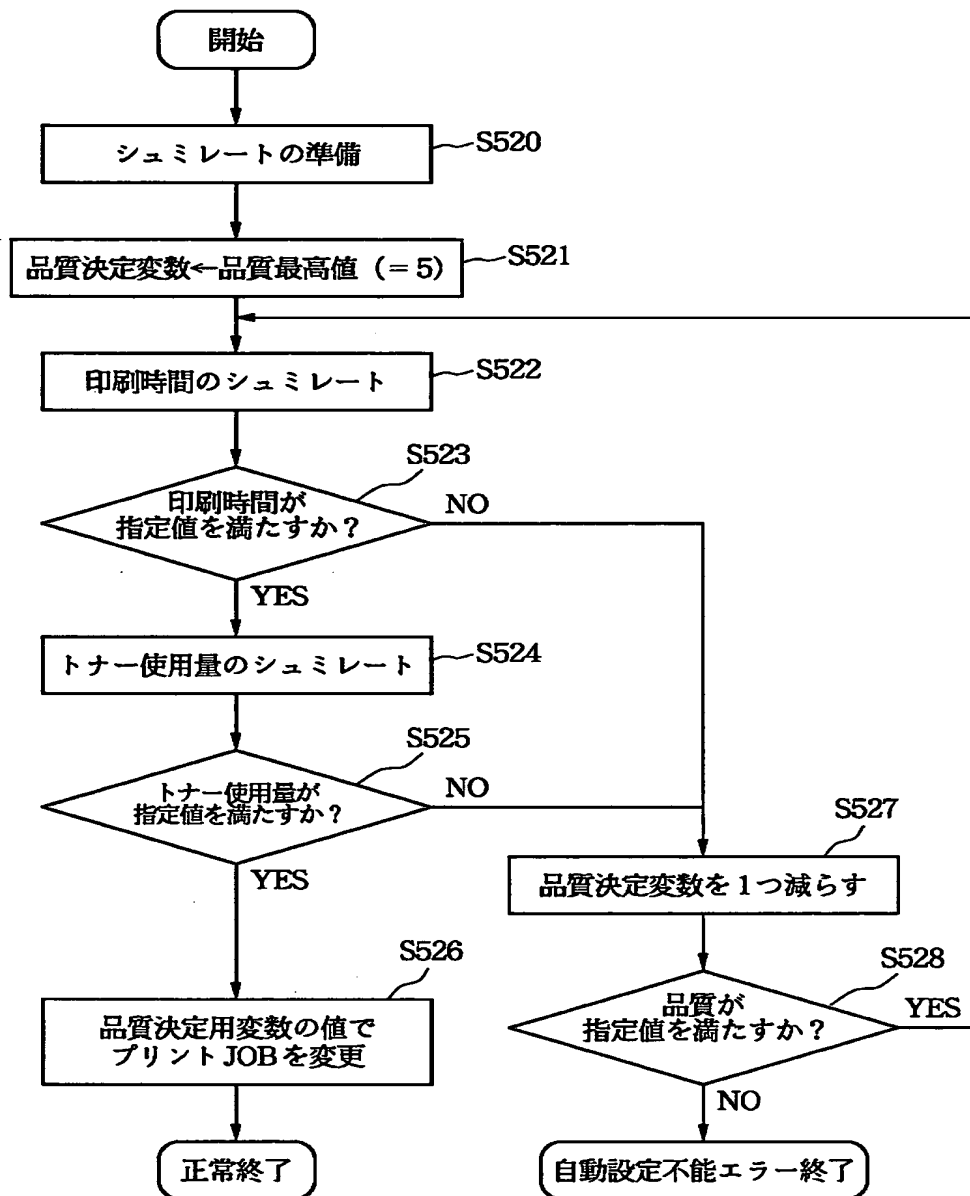 開始
シュミレートの準備
S520
品質決定変数←品質最高値（＝5）
S521
印刷時間のシュミレート
S522
S523
印刷時間が
指定値を満たすか？
NO
YES
トナー使用量のシュミレート
S524
S525
トナー使用量が
指定値を満たすか？
NO
YES
S527
品質決定変数を1つ減らす
S526
品質決定用変数の値で
プリントJOBを変更
S528
品質が
指定値を満たすか？
YES
NO
正常終了
自動設定不能エラー終了